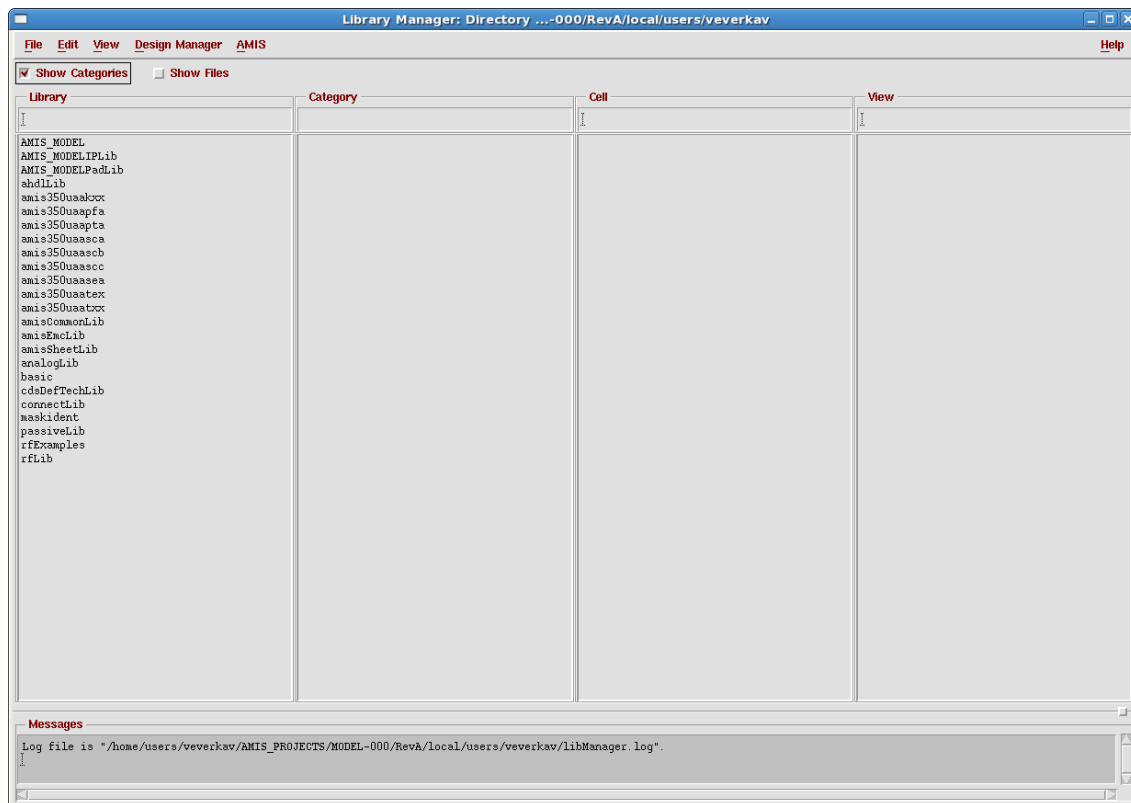 Library Manager: Directory ...-000/RevA/local/users/veverkav
File Edit View Design Manager AMIS Help
Show Categories Show Files
Library Category Cell View
AMIS_MODEL
AMIS_MODELIPLib
AMIS_MODELPadLib
ahdlLib
amis350uaakxx
amis350uaapfa
amis350uaapta
amis350uaasca
amis350uaascb
amis350uaascc
amis350uaasea
amis350uaatex
amis350uaatxx
amisCommonLib
amisEmcLib
amisSheetLib
analogLib
basic
cdsDefTechLib
connectLib
maskident
passiveLib
rfExamples
rfLib
Messages
Log file is "/home/users/veverkav/AMIS_PROJECTS/MODEL-000/RevA/local/users/veverkav/libManager.log".